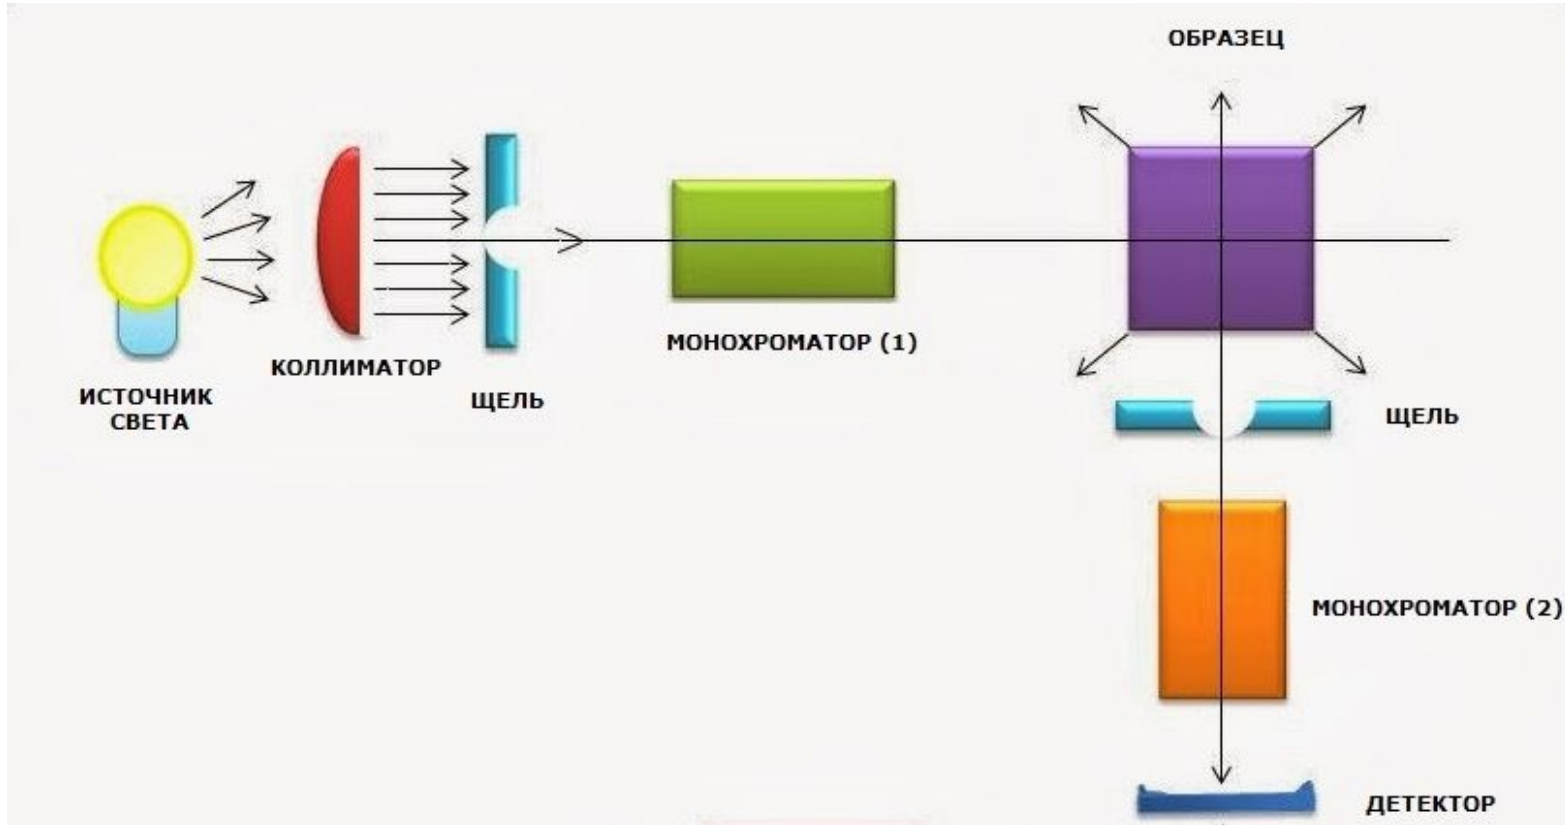 ОБРАЗЕЦ
МОНОХРОМАТОР (1)
КОЛЛИМАТОР
ИСТОЧНИК
СВЕТА
ЩЕЛЬ
ЩЕЛЬ
МОНОХРОМАТОР (2)
ДЕТЕКТОР